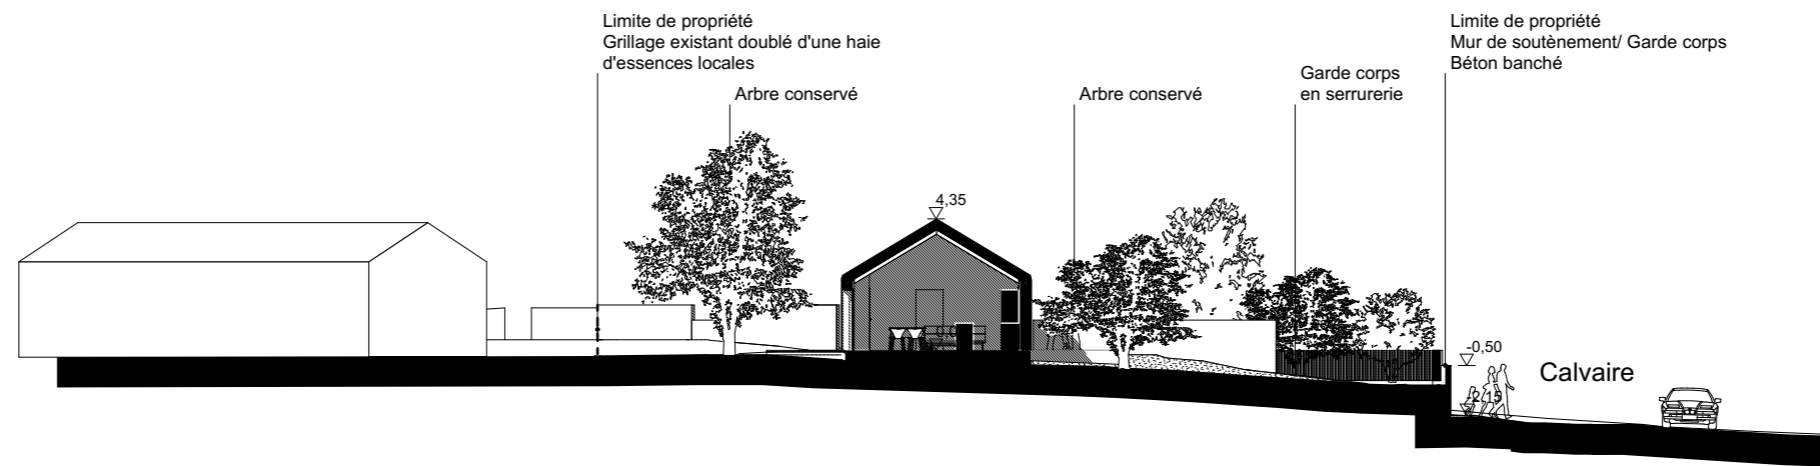 Limite de propriété
Grillage existant doublé d'une haie
d'essences locales
Arbre conservé
Arbre conservé
Garde corps
en serrurerie
Limite de propriété
Mur de soutènement/ Garde corps
Béton banché
4,35
-0,50
Calvaire